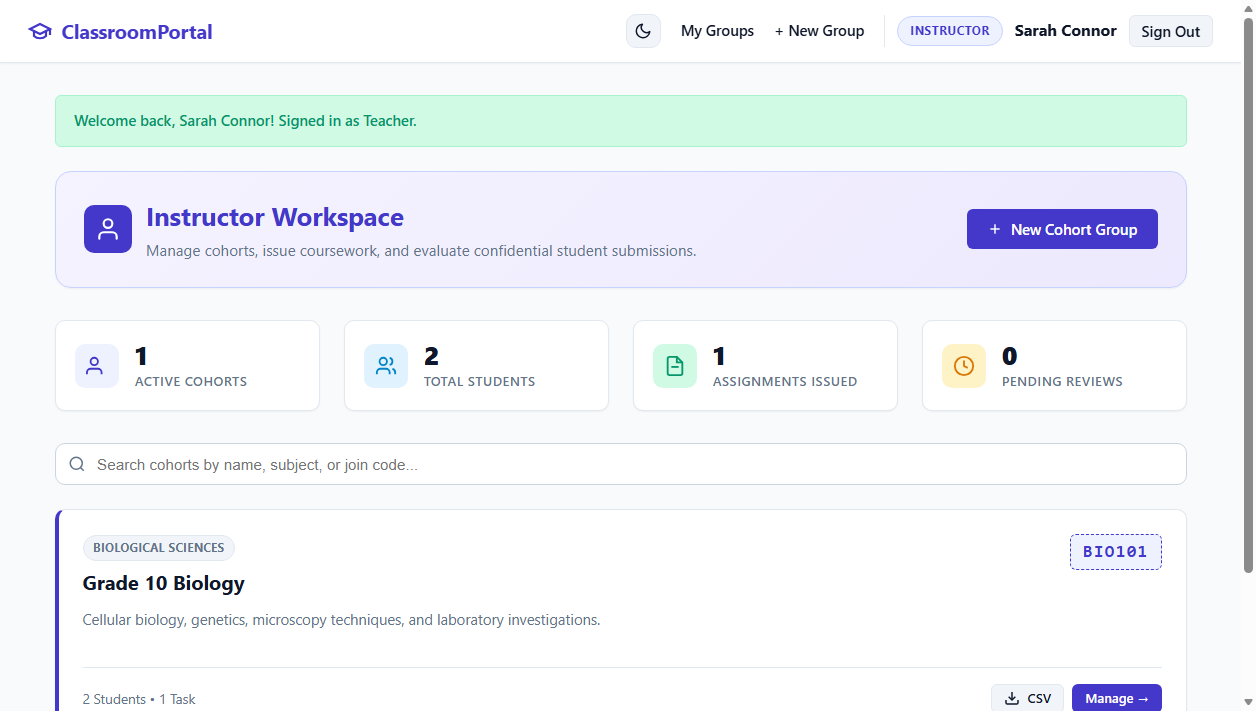 ClassroomPortal
My Groups
+ New Group
INSTRUCTOR
Sarah Connor
Sign Out
Welcome back, Sarah Connor! Signed in as Teacher.
Instructor Workspace
Manage cohorts, issue coursework, and evaluate confidential student submissions.
+ New Cohort Group
1
ACTIVE COHORTS
2
TOTAL STUDENTS
1
ASSIGNMENTS ISSUED
0
PENDING REVIEWS
Search cohorts by name, subject, or join code...
BIOLOGICAL SCIENCES
BIO101
Grade 10 Biology
Cellular biology, genetics, microscopy techniques, and laboratory investigations.
2 Students • 1 Task
CSV
Manage →